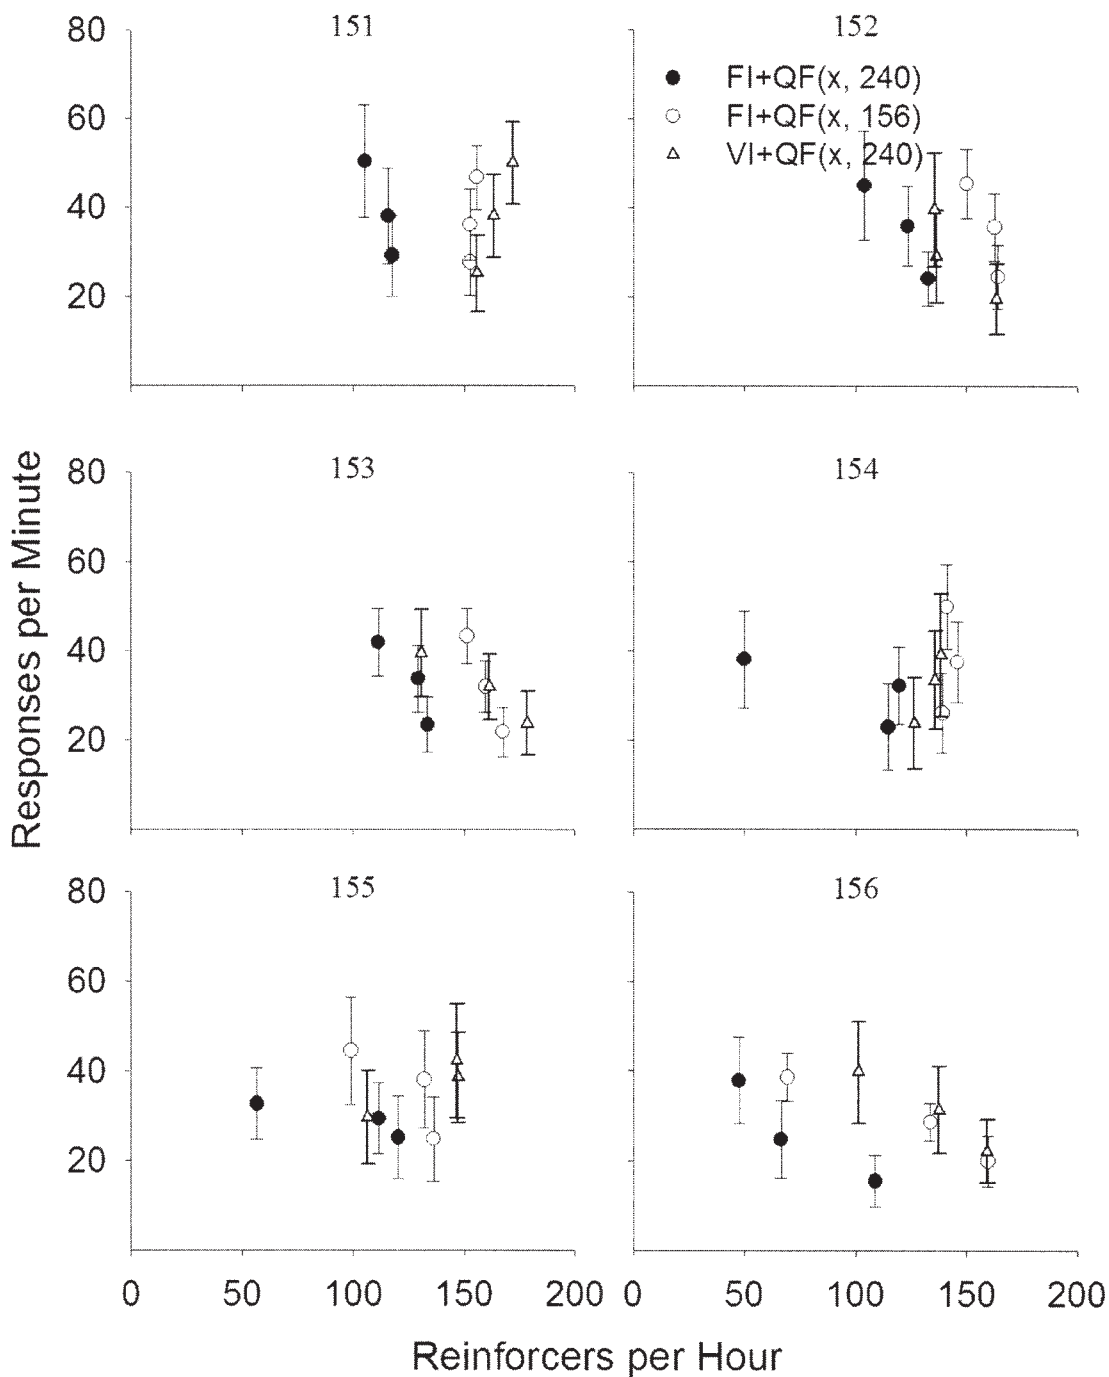 151
152
80
60
40
20
FI+QF(x, 240)
FI+QF(x, 156)
VI+QF(x, 240)
153
154
80
60
40
20
Responses per Minute
155
156
80
60
40
20
0 50 100 150 200
0 50 100 150 200
Reinforcers per Hour